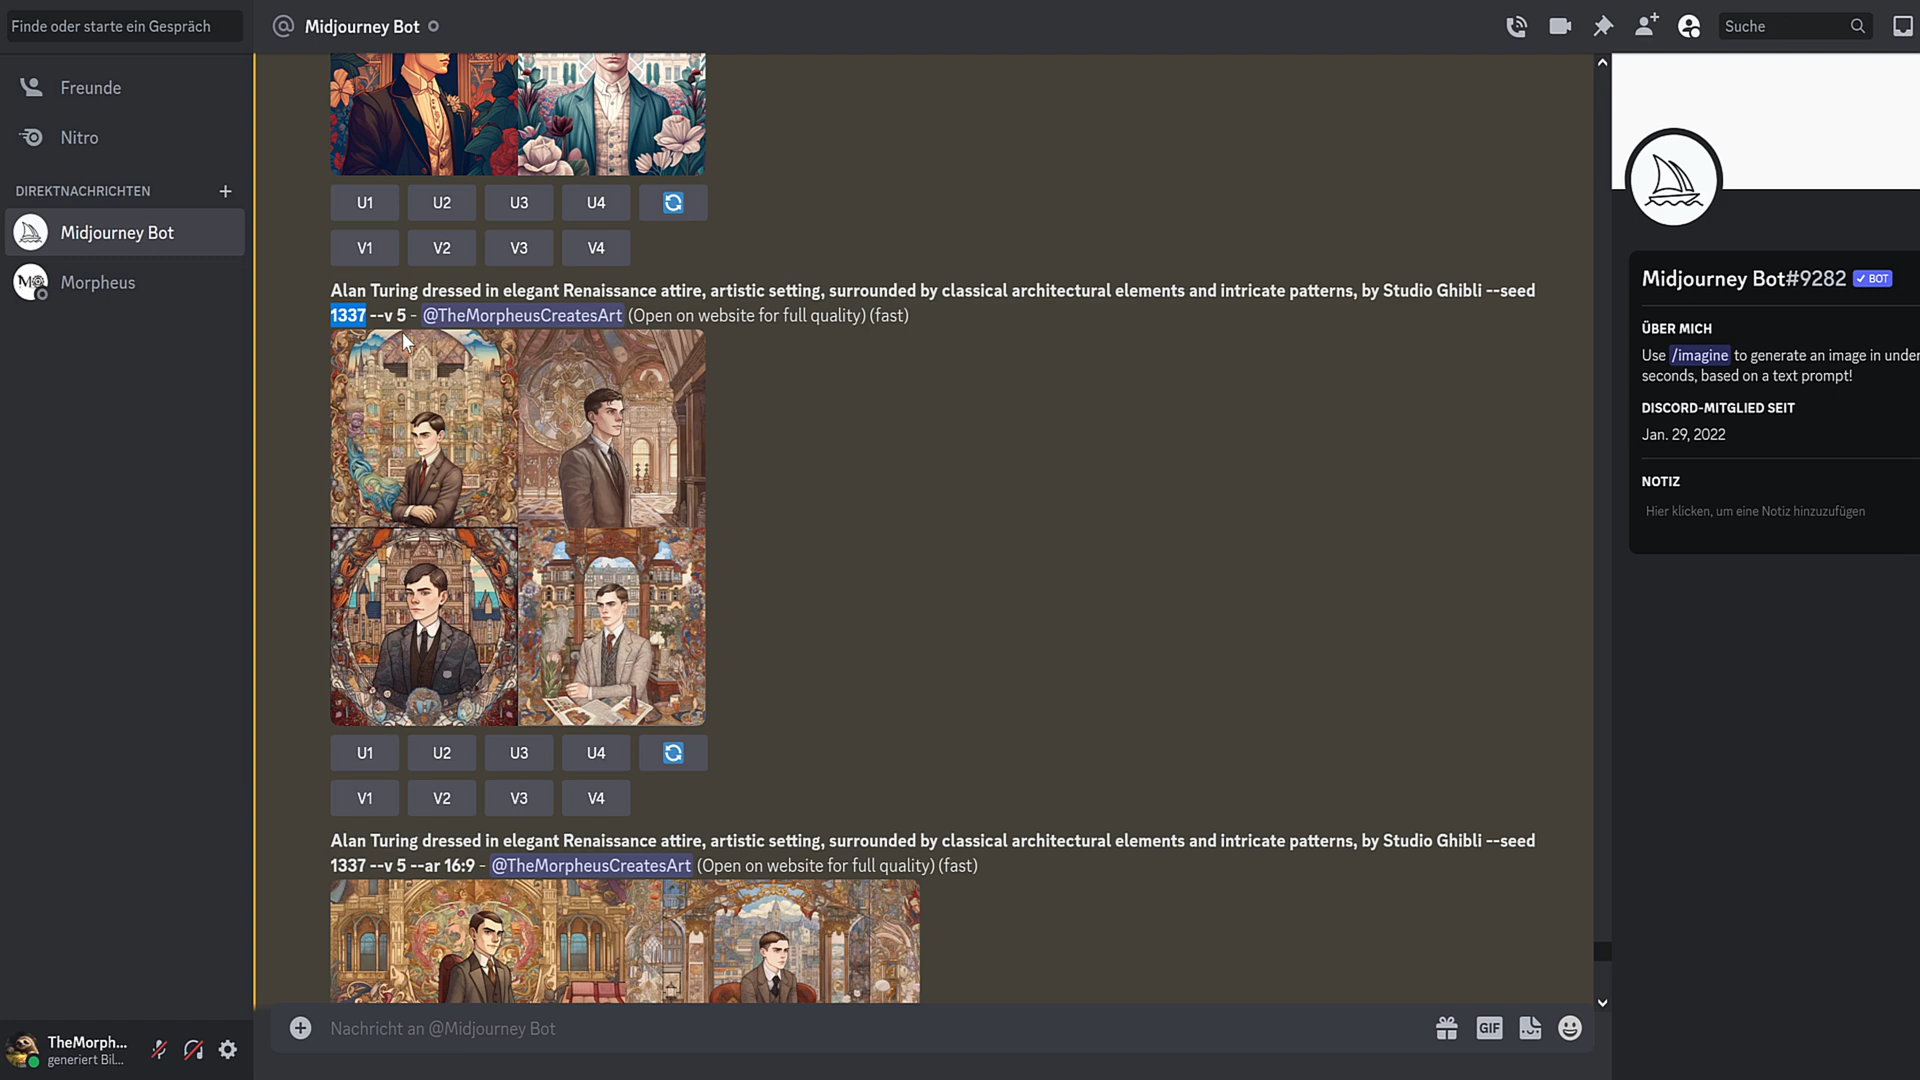 Finde oder starte ein Gespräch
Midjourney Bot
Suche
Freunde
Nitro
DIREKTNACHRICHTEN
Midjourney Bot
Morpheus
U1 U2 U3 U4
V1 V2 V3 V4
Alan Turing dressed in elegant Renaissance attire, artistic setting, surrounded by classical architectural elements and intricate patterns, by Studio Ghibli --seed
1337 --v 5 - @TheMorpheusCreatesArt (Open on website for full quality) (fast)
U1 U2 U3 U4
V1 V2 V3 V4
Alan Turing dressed in elegant Renaissance attire, artistic setting, surrounded by classical architectural elements and intricate patterns, by Studio Ghibli --seed
1337 --v 5 --ar 16:9 - @TheMorpheusCreatesArt (Open on website for full quality) (fast)
Nachricht an @Midjourney Bot
GIF
TheMorph...
generiert Bil...
Midjourney Bot#9282 BOT
ÜBER MICH
Use /imagine to generate an image in under
seconds, based on a text prompt!
DISCORD-MITGLIED SEIT
Jan. 29, 2022
NOTIZ
Hier klicken, um eine Notiz hinzuzufügen